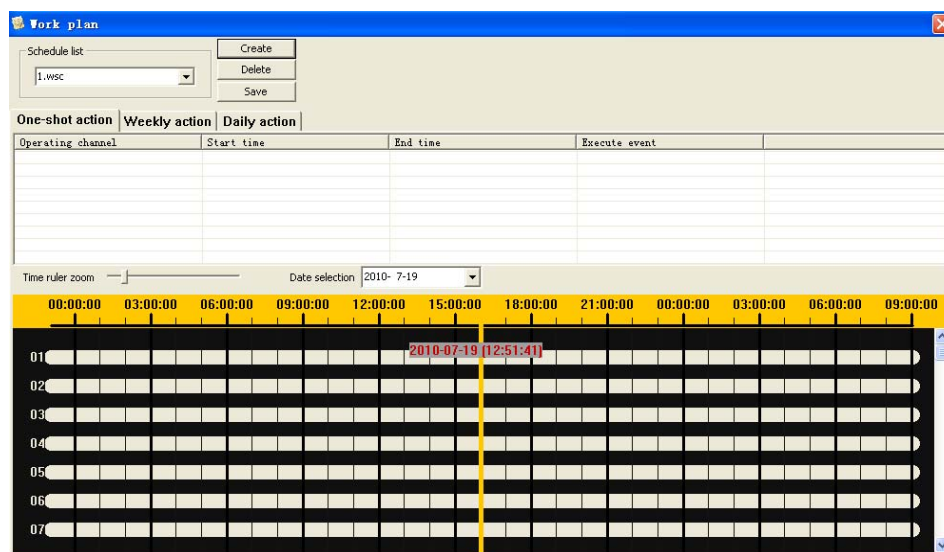 Work plan
Schedule list
1.wsc
Create
Delete
Save
One-shot action Weekly action Daily action
Operating channel Start time End time Execute event
Time ruler zoom Date selection 2010- 7-19
00:00:00 03:00:00 06:00:00 09:00:00 12:00:00 15:00:00 18:00:00 21:00:00 00:00:00 03:00:00 06:00:00 09:00:00
2010-07-19 [12:51:41]
01
02
03
04
05
06
07